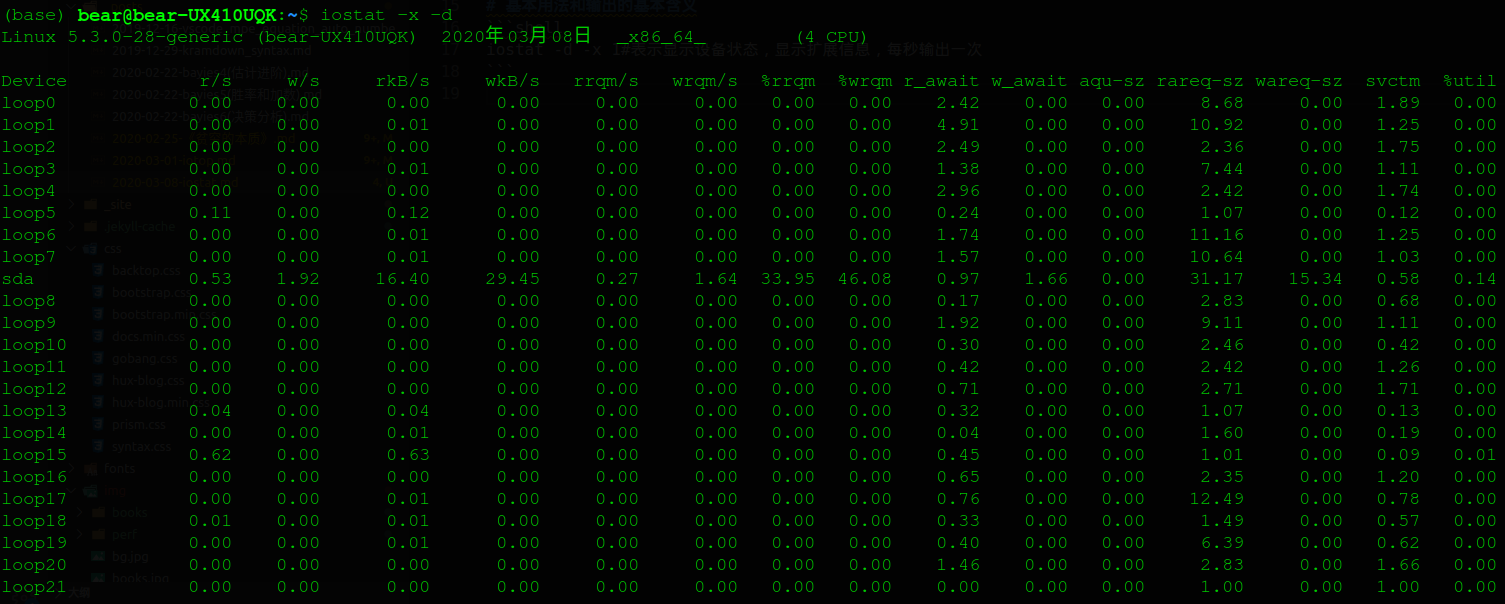 (base) bear@bear-UX410UQK:~$ iostat -x -d
Linux 5.3.0-28-generic (bear-UX410UQK) 2020年03月08日 _x86_64_ (4 CPU)
Device r/s w/s rkB/s wkB/s rrqm/s wrqm/s %rrqm %wrqm r_await w_await aqu-sz rareq-sz wareq-sz svctm %util
loop0 0.00 0.00 0.00 0.00 0.00 0.00 0.00 0.00 2.42 0.00 0.00 8.68 0.00 1.89 0.00
loop1 0.00 0.00 0.01 0.00 0.00 0.00 0.00 0.00 4.91 0.00 0.00 10.92 0.00 1.25 0.00
loop2 0.00 0.00 0.00 0.00 0.00 0.00 0.00 0.00 2.49 0.00 0.00 2.36 0.00 1.75 0.00
loop3 0.00 0.00 0.01 0.00 0.00 0.00 0.00 0.00 1.38 0.00 0.00 7.44 0.00 1.11 0.00
loop4 0.00 0.00 0.00 0.00 0.00 0.00 0.00 0.00 2.96 0.00 0.00 2.42 0.00 1.74 0.00
loop5 0.11 0.00 0.12 0.00 0.00 0.00 0.00 0.00 0.24 0.00 0.00 1.07 0.00 0.12 0.00
loop6 0.00 0.00 0.01 0.00 0.00 0.00 0.00 0.00 1.74 0.00 0.00 11.16 0.00 1.25 0.00
loop7 0.00 0.00 0.01 0.00 0.00 0.00 0.00 0.00 1.57 0.00 0.00 10.64 0.00 1.03 0.00
sda 0.53 1.92 16.40 29.45 0.27 1.64 33.95 46.08 0.97 1.66 0.00 31.17 15.34 0.58 0.14
loop8 0.00 0.00 0.00 0.00 0.00 0.00 0.00 0.00 0.17 0.00 0.00 2.83 0.00 0.68 0.00
loop9 0.00 0.00 0.00 0.00 0.00 0.00 0.00 0.00 1.92 0.00 0.00 9.11 0.00 1.11 0.00
loop10 0.00 0.00 0.00 0.00 0.00 0.00 0.00 0.00 0.30 0.00 0.00 2.46 0.00 0.42 0.00
loop11 0.00 0.00 0.00 0.00 0.00 0.00 0.00 0.00 0.42 0.00 0.00 2.42 0.00 1.26 0.00
loop12 0.00 0.00 0.00 0.00 0.00 0.00 0.00 0.00 0.71 0.00 0.00 2.71 0.00 1.71 0.00
loop13 0.04 0.00 0.04 0.00 0.00 0.00 0.00 0.00 0.32 0.00 0.00 1.07 0.00 0.13 0.00
loop14 0.00 0.00 0.01 0.00 0.00 0.00 0.00 0.00 0.04 0.00 0.00 1.60 0.00 0.19 0.00
loop15 0.62 0.00 0.63 0.00 0.00 0.00 0.00 0.00 0.45 0.00 0.00 1.01 0.00 0.09 0.01
loop16 0.00 0.00 0.00 0.00 0.00 0.00 0.00 0.00 0.65 0.00 0.00 2.35 0.00 1.20 0.00
loop17 0.00 0.00 0.01 0.00 0.00 0.00 0.00 0.00 0.76 0.00 0.00 12.49 0.00 0.78 0.00
loop18 0.01 0.00 0.01 0.00 0.00 0.00 0.00 0.00 0.33 0.00 0.00 1.49 0.00 0.57 0.00
loop19 0.00 0.00 0.01 0.00 0.00 0.00 0.00 0.00 0.40 0.00 0.00 6.39 0.00 0.62 0.00
loop20 0.00 0.00 0.00 0.00 0.00 0.00 0.00 0.00 1.46 0.00 0.00 2.83 0.00 1.66 0.00
loop21 0.00 0.00 0.00 0.00 0.00 0.00 0.00 0.00 0.00 0.00 0.00 1.00 0.00 1.00 0.00